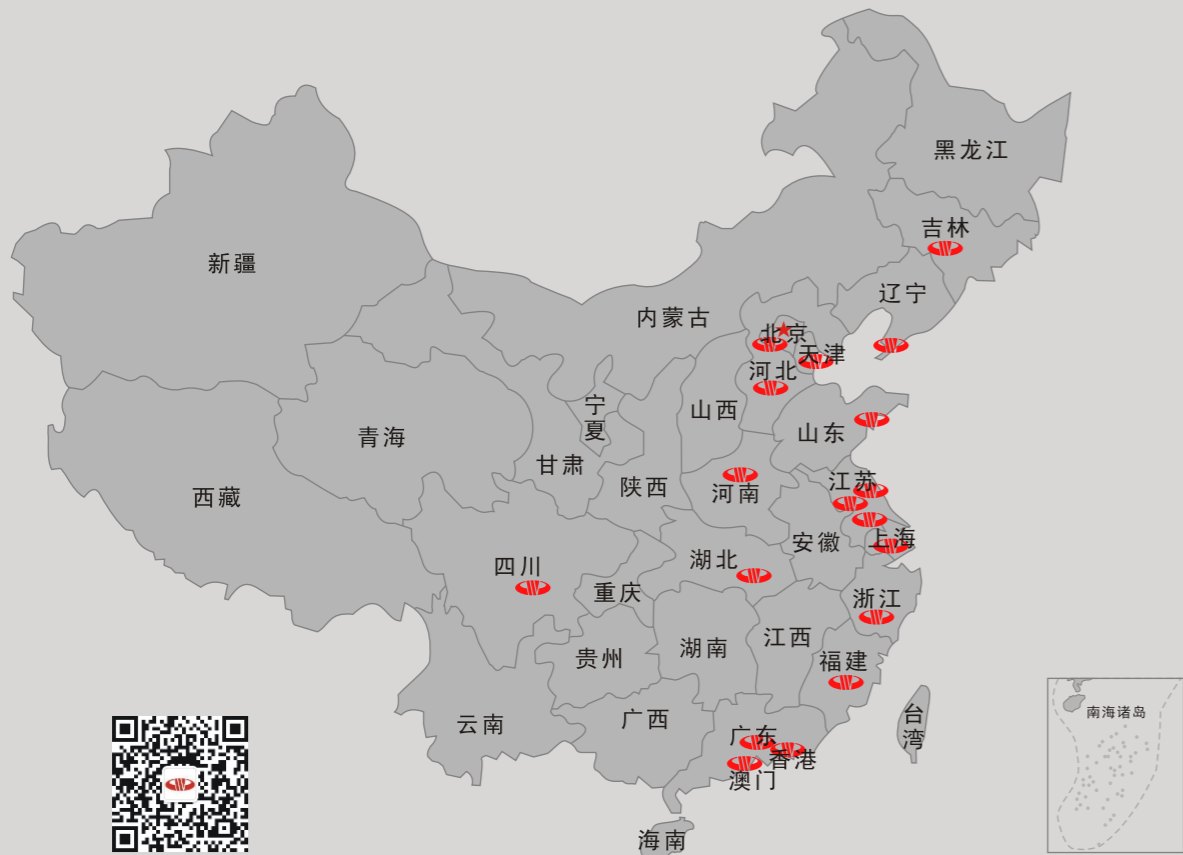 黑龙江
吉林
辽宁
新疆
内蒙古
北京
天津
河北
山西
宁夏
山东
青海
甘肃
陕西
河南
江苏
西藏
安徽
上海
四川
湖北
重庆
浙江
江西
湖南
贵州
福建
云南
广西
广东
台湾
南海诸岛
香港
澳门
海南